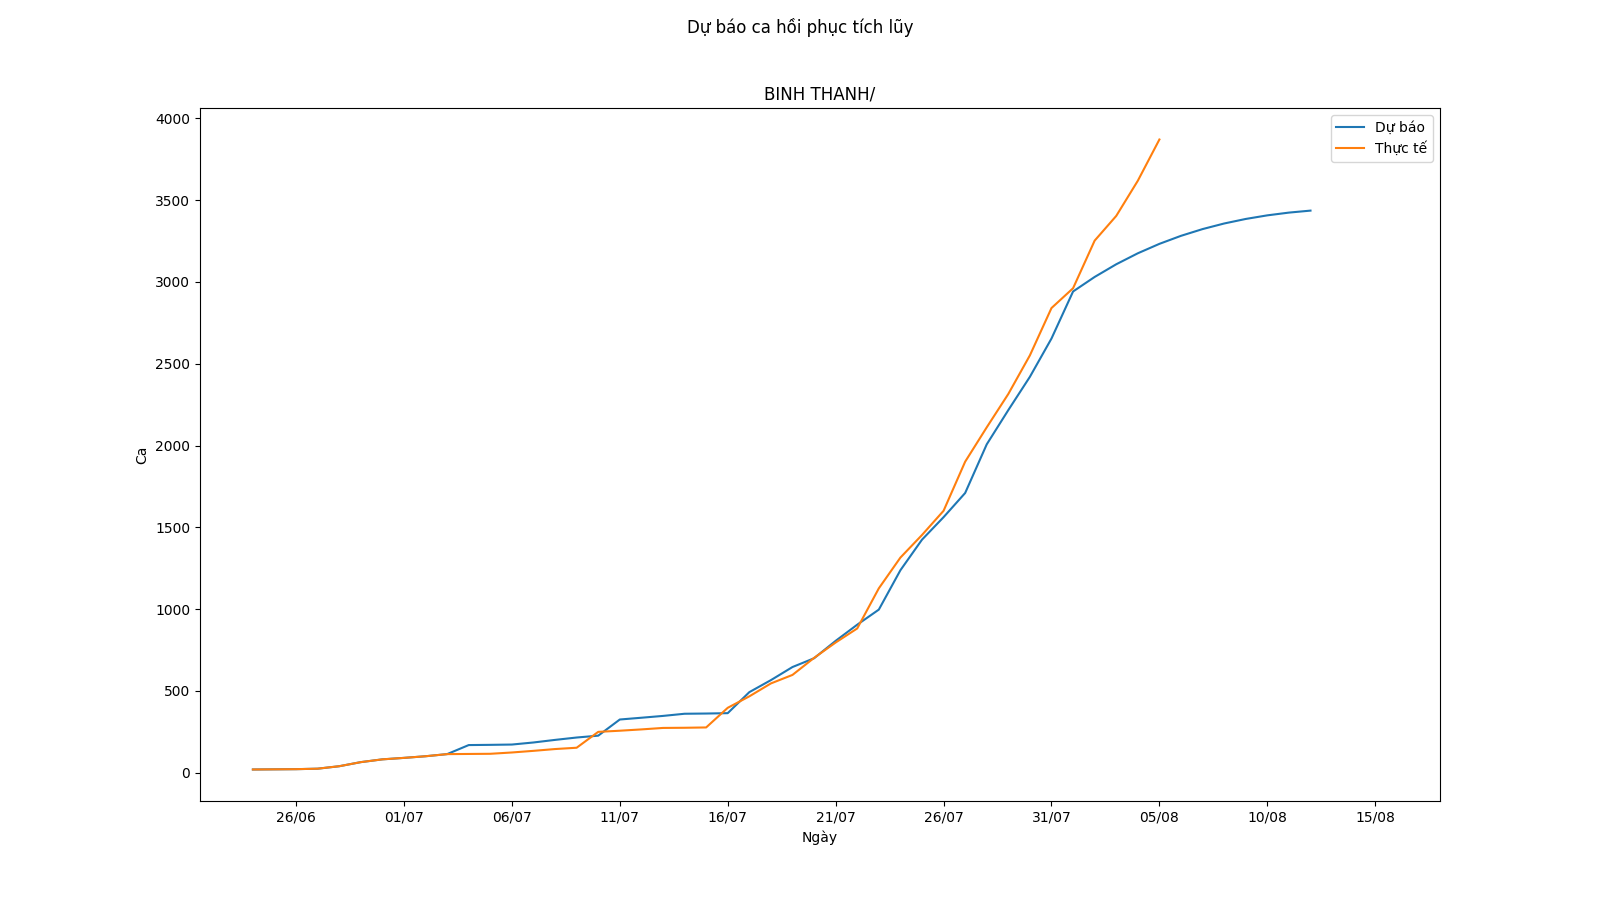 Dự báo ca hồi phục tích lũy
BINH THANH/
Dự báo
Thực tế
4000
3500
3000
2500
2000
1500
1000
500
0
Ca
26/06 01/07 06/07 11/07 16/07 21/07 26/07 31/07 05/08 10/08 15/08
Ngày